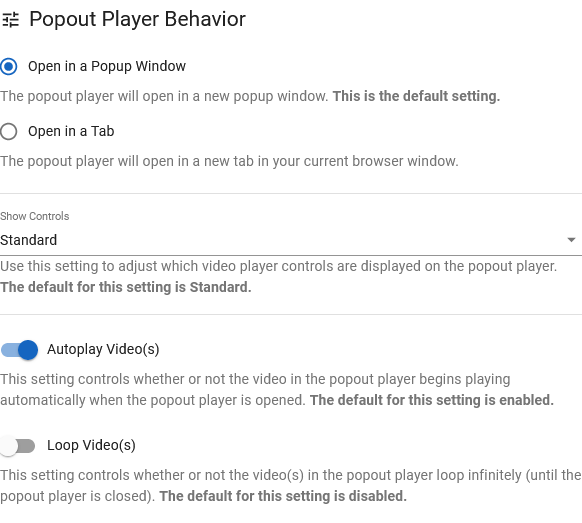 Popout Player Behavior
Open in a Popup Window
The popout player will open in a new popup window. This is the default setting.
Open in a Tab
The popout player will open in a new tab in your current browser window.
Show Controls
Standard
Use this setting to adjust which video player controls are displayed on the popout player.
The default for this setting is Standard.
Autoplay Video(s)
This setting controls whether or not the video in the popout player begins playing
automatically when the popout player is opened. The default for this setting is enabled.
Loop Video(s)
This setting controls whether or not the video(s) in the popout player loop infinitely (until the
popout player is closed). The default for this setting is disabled.